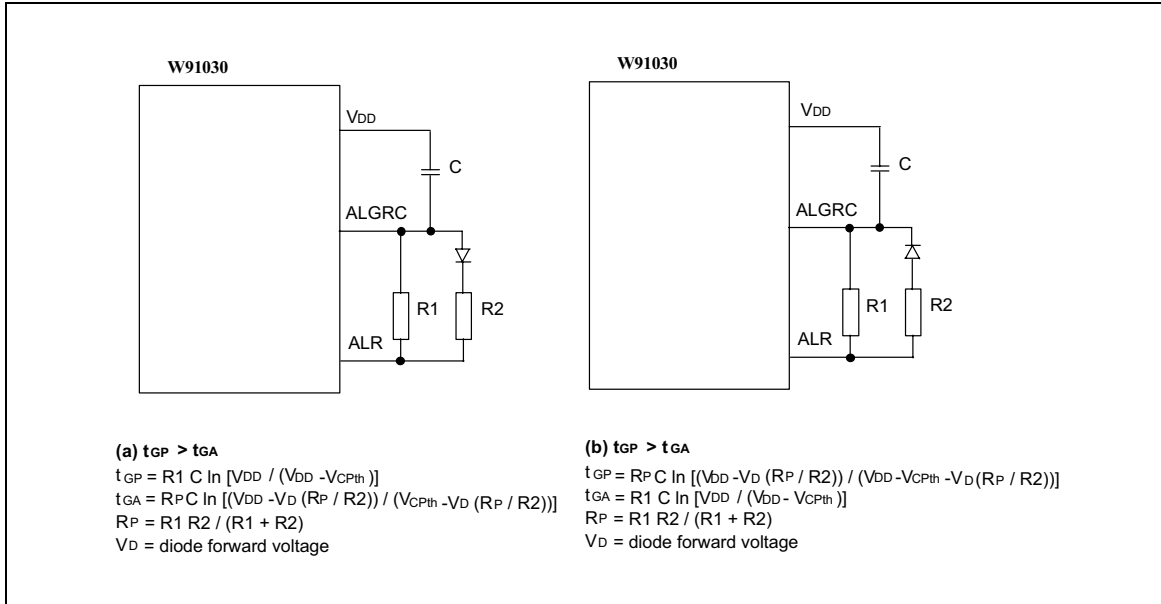 W91030
VDD
C
ALGRC
R1
R2
ALR
(a) tGP > tGA
tGP = R1 C ln [VDD / (VDD -VCPth )]
tGA = RPC ln [(VDD -VD (RP / R2)) / (VCPth -VD (RP / R2))]
RP = R1 R2 / (R1 + R2)
VD = diode forward voltage
W91030
VDD
C
ALGRC
R1
R2
ALR
(b) tGP > tGA
tGP = RPC ln [(VDD -VD (RP / R2)) / (VDD-VCPth -VD(RP / R2))]
tGA = R1 C ln [VDD / (VDD- VCPth)]
RP = R1 R2 / (R1 + R2)
VD = diode forward voltage